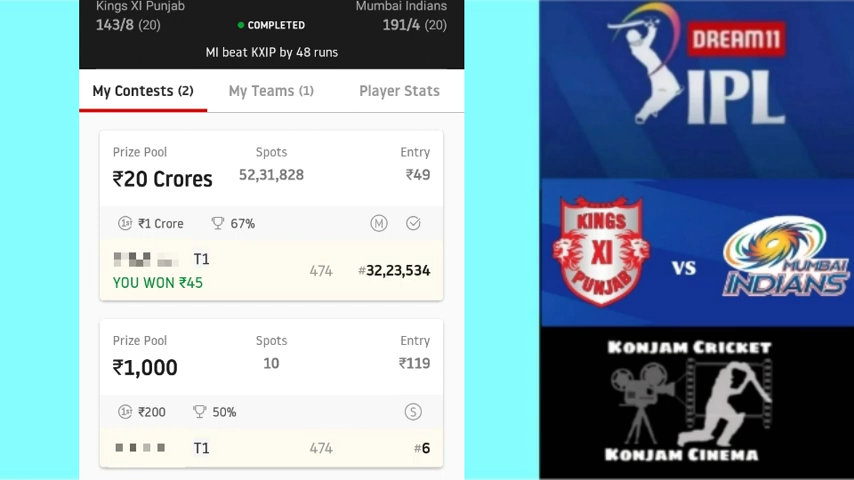 Kings XI Punjab
Mumbai Indians
143/8 (20)
COMPLETED
191/4 (20)
MI beat KXIP by 48 runs
My Contests (2)
My Teams (1)
Player Stats
Prize Pool
Spots
Entry
₹20 Crores
52,31,828
₹49
1st ₹1 Crore
67%
M
T1
474
#32,23,534
YOU WON ₹45
Prize Pool
Spots
Entry
₹1,000
10
₹119
1st ₹200
50%
S
T1
474
#6
DREAM11
IPL
KINGS
XI
PUNJAB
VS
MUMBAI
INDIANS
KONJAM CRICKET
KONJAM CINEMA